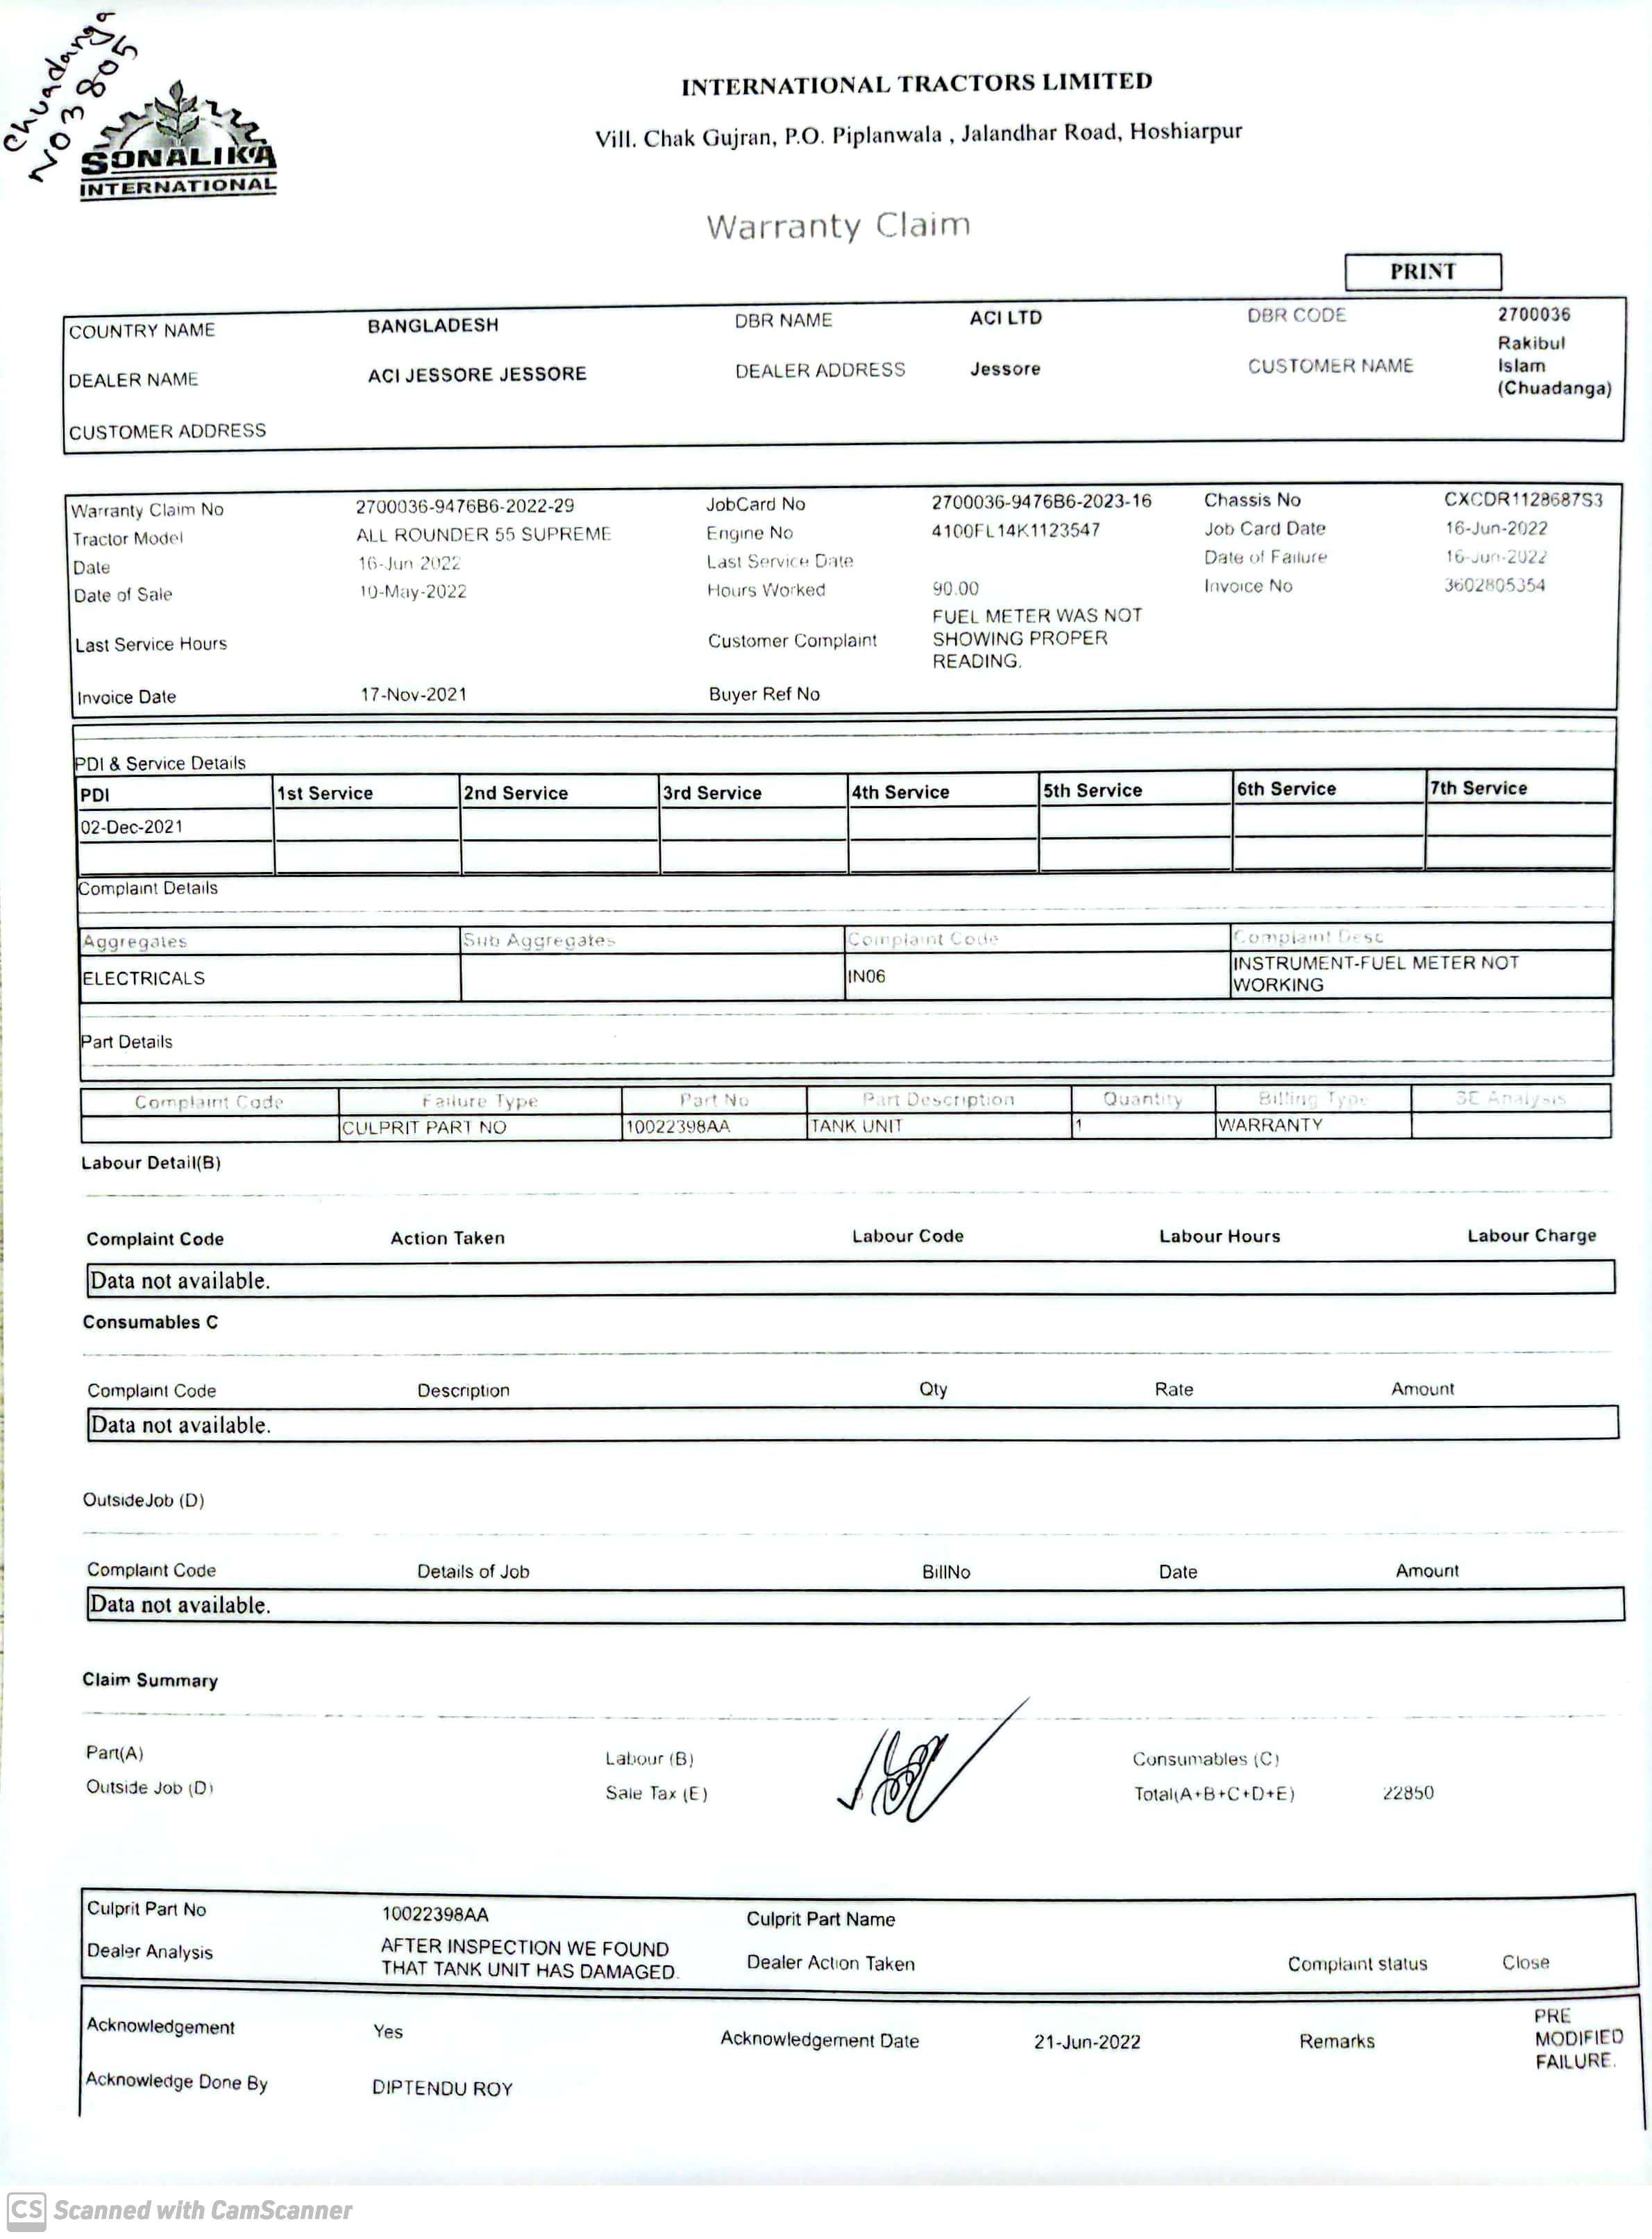 Chuadanga
NO3805
SONALIKA
INTERNATIONAL
INTERNATIONAL TRACTORS LIMITED
Vill. Chak Gujran, P.O. Piplanwala , Jalandhar Road, Hoshiarpur
Warranty Claim
PRINT
COUNTRY NAME BANGLADESH DBR NAME ACI LTD DBR CODE 2700036
DEALER NAME ACI JESSORE JESSORE DEALER ADDRESS Jessore CUSTOMER NAME Rakibul
Islam
(Chuadanga)
CUSTOMER ADDRESS
Warranty Claim No 2700036-9476B6-2022-29 JobCard No 2700036-9476B6-2023-16 Chassis No CXCDR1128687S3
Tractor Model ALL ROUNDER 55 SUPREME Engine No 4100FL14K1123547 Job Card Date 16-Jun-2022
Date 16-Jun-2022 Last Service Date Date of Failure 16-Jun-2022
Date of Sale 10-May-2022 Hours Worked 90.00 Invoice No 3602805354
Last Service Hours Customer Complaint FUEL METER WAS NOT
SHOWING PROPER
READING.
Invoice Date 17-Nov-2021 Buyer Ref No
PDI & Service Details
PDI 1st Service 2nd Service 3rd Service 4th Service 5th Service 6th Service 7th Service
02-Dec-2021
Complaint Details
Aggregates Sub Aggregates Complaint Code Complaint Desc
ELECTRICALS IN06 INSTRUMENT-FUEL METER NOT
WORKING
Part Details
Complaint Code Failure Type Part No Part Description Quantity Billing Type SE Analysis
CULPRIT PART NO 10022398AA TANK UNIT 1 WARRANTY
Labour Detail(B)
Complaint Code Action Taken Labour Code Labour Hours Labour Charge
Data not available.
Consumables C
Complaint Code Description Qty Rate Amount
Data not available.
OutsideJob (D)
Complaint Code Details of Job BillNo Date Amount
Data not available.
Claim Summary
Part(A) Labour (B) Consumables (C)
Outside Job (D) Sale Tax (E) Total(A+B+C+D+E) 22850
Culprit Part No 10022398AA Culprit Part Name
Dealer Analysis AFTER INSPECTION WE FOUND
THAT TANK UNIT HAS DAMAGED. Dealer Action Taken Complaint status Close
Acknowledgement Yes Acknowledgement Date 21-Jun-2022 Remarks PRE
MODIFIED
FAILURE.
Acknowledge Done By DIPTENDU ROY
CS Scanned with CamScanner